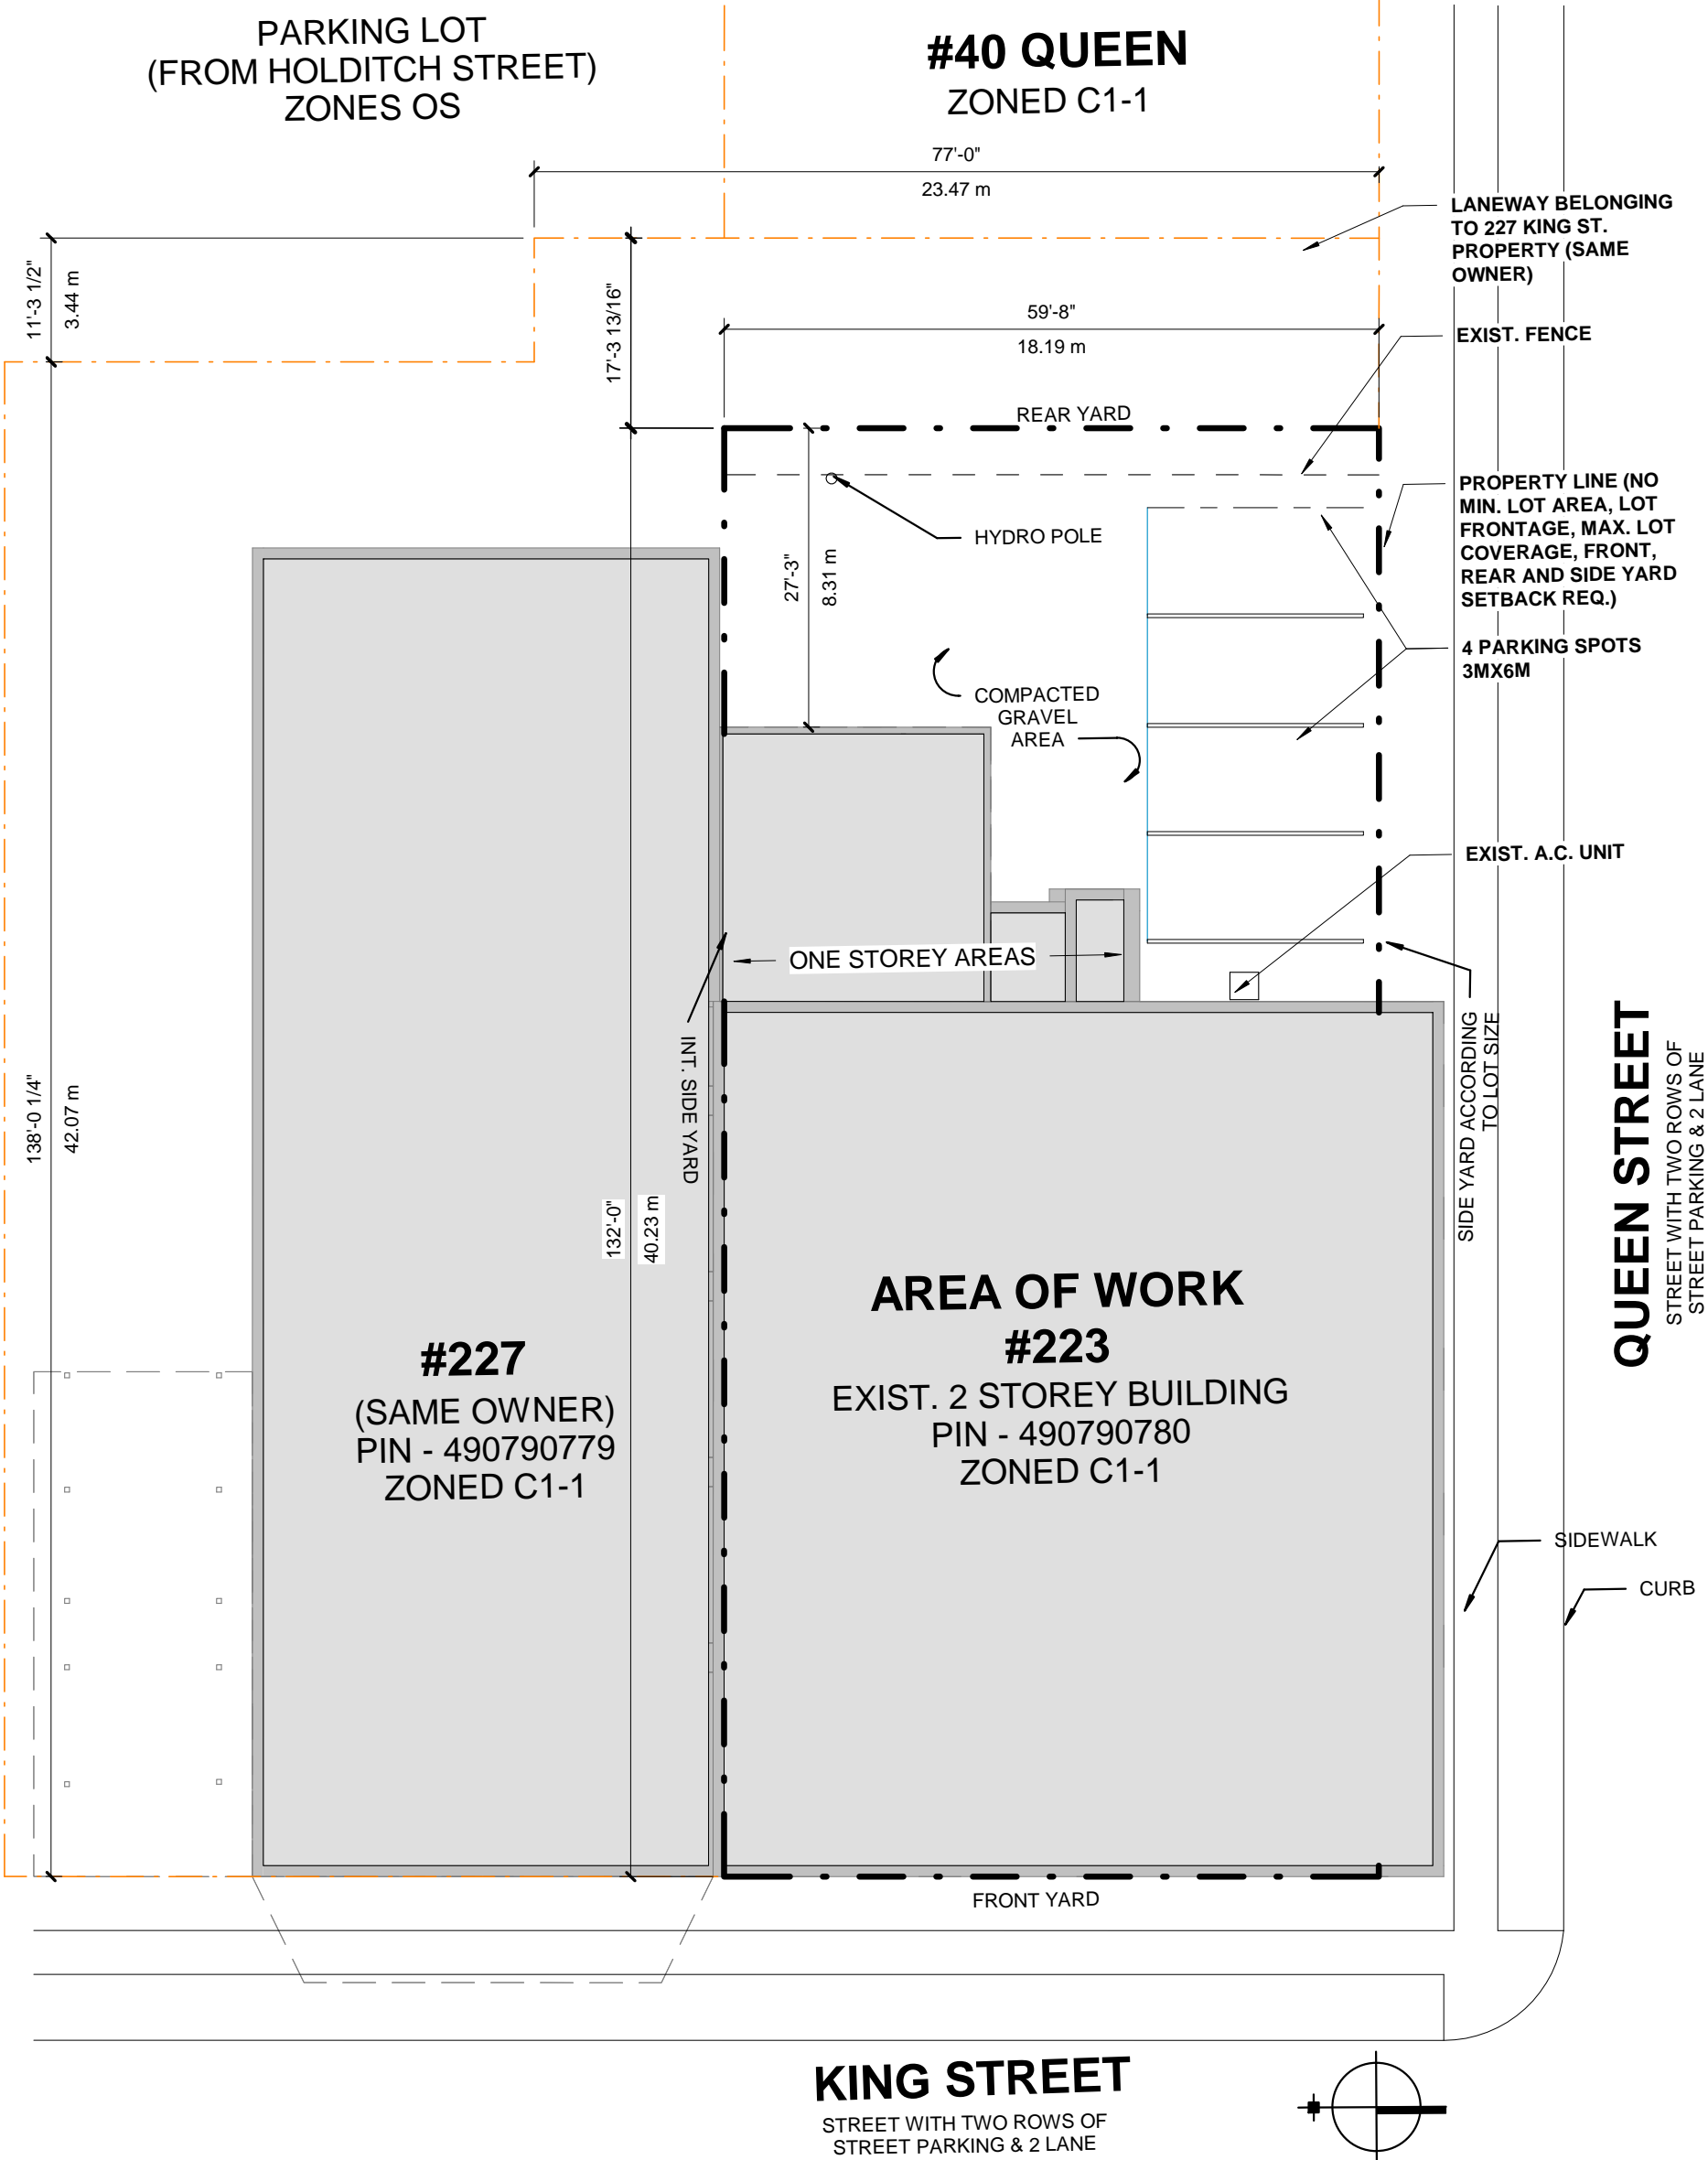 PARKING LOT
(FROM HOLDITCH STREET)
ZONES OS
#40 QUEEN
ZONED C1-1
77'-0"
23.47 m
LANEWAY BELONGING
TO 227 KING ST.
PROPERTY (SAME
OWNER)
11'-3 1/2"
3.44 m
17'-3 13/16"
59'-8"
18.19 m
EXIST. FENCE
REAR YARD
PROPERTY LINE (NO
MIN. LOT AREA, LOT
FRONTAGE, MAX. LOT
COVERAGE, FRONT,
REAR AND SIDE YARD
SETBACK REQ.)
HYDRO POLE
27'-3"
8.31 m
4 PARKING SPOTS
3MX6M
COMPACTED
GRAVEL
AREA
EXIST. A.C. UNIT
ONE STOREY AREAS
INT. SIDE YARD
SIDE YARD ACCORDING
TO LOT SIZE
QUEEN STREET
STREET WITH TWO ROWS OF
STREET PARKING & 2 LANE
138'-0 1/4"
42.07 m
132'-0"
40.23 m
AREA OF WORK
#223
EXIST. 2 STOREY BUILDING
PIN - 490790780
ZONED C1-1
#227
(SAME OWNER)
PIN - 490790779
ZONED C1-1
SIDEWALK
CURB
FRONT YARD
KING STREET
STREET WITH TWO ROWS OF
STREET PARKING & 2 LANE